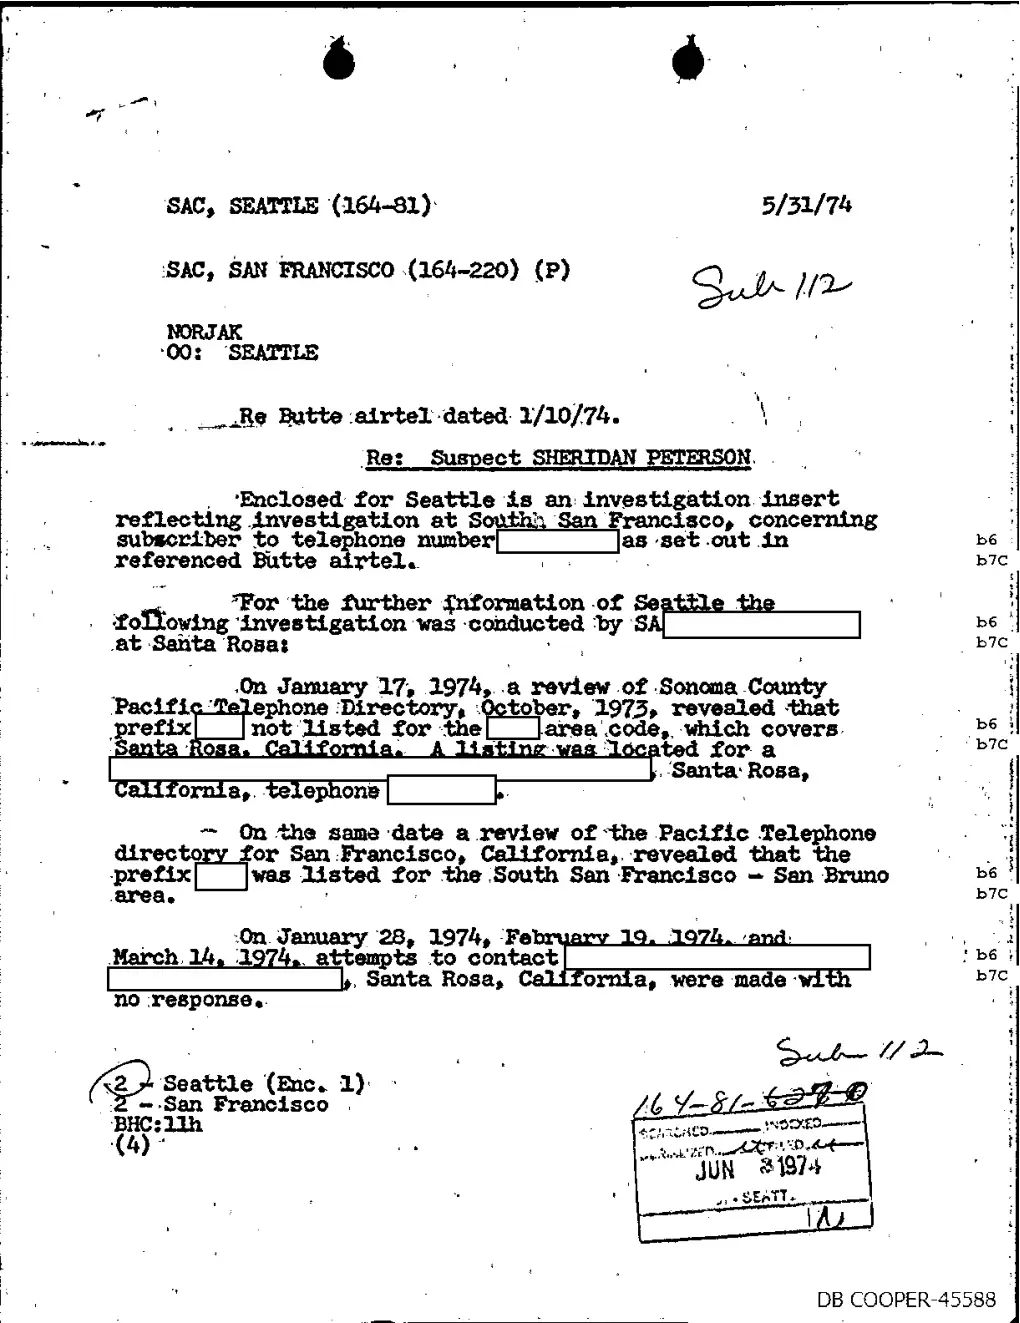 SAC, SEATTLE (164-81) 5/31/74
SAC, SAN FRANCISCO (164-220) (P)
Sub 112
NORJAK
OO: SEATTLE
Re Butte airtel dated 1/10/74.
Re: Suspect SHERIDAN PETERSON
Enclosed for Seattle is an investigation insert
reflecting investigation at South San Francisco, concerning
subscriber to telephone number as set out in b6
referenced Butte airtel. b7C
For the further information of Seattle the
following investigation was conducted by SA b6
at Santa Rosa: b7C
On January 17, 1974, a review of Sonoma County
Pacific Telephone Directory, October, 1973, revealed that
prefix not listed for the area code, which covers b6
Santa Rosa, California. A listing was located for a b7C
, Santa Rosa,
California, telephone .
- On the same date a review of the Pacific Telephone
directory for San Francisco, California, revealed that the
prefix was listed for the South San Francisco - San Bruno b6
area. b7C
On January 28, 1974, February 19, 1974, and
March 14, 1974, attempts to contact b6
, Santa Rosa, California, were made with b7C
no response.
Sub 112
2 - Seattle (Enc. 1)
2 - San Francisco
BHC:llh
(4)
164-81-
SEARCHED INDEXED
SERIALIZED FILED
JUN 3 1974
SEATT
DB COOPER-45588